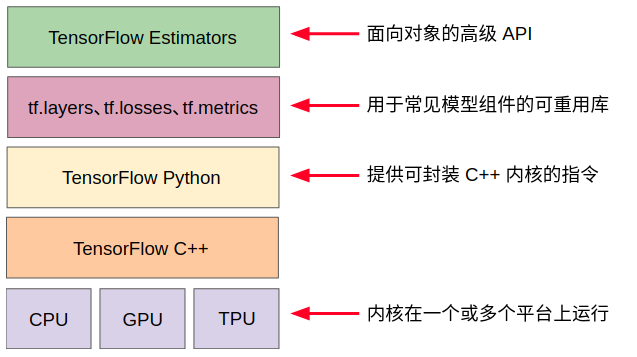 TensorFlow Estimators
面向对象的高级 API
tf.layers、tf.losses、tf.metrics
用于常见模型组件的可重用库
TensorFlow Python
提供可封装 C++ 内核的指令
TensorFlow C++
CPU
GPU
TPU
内核在一个或多个平台上运行